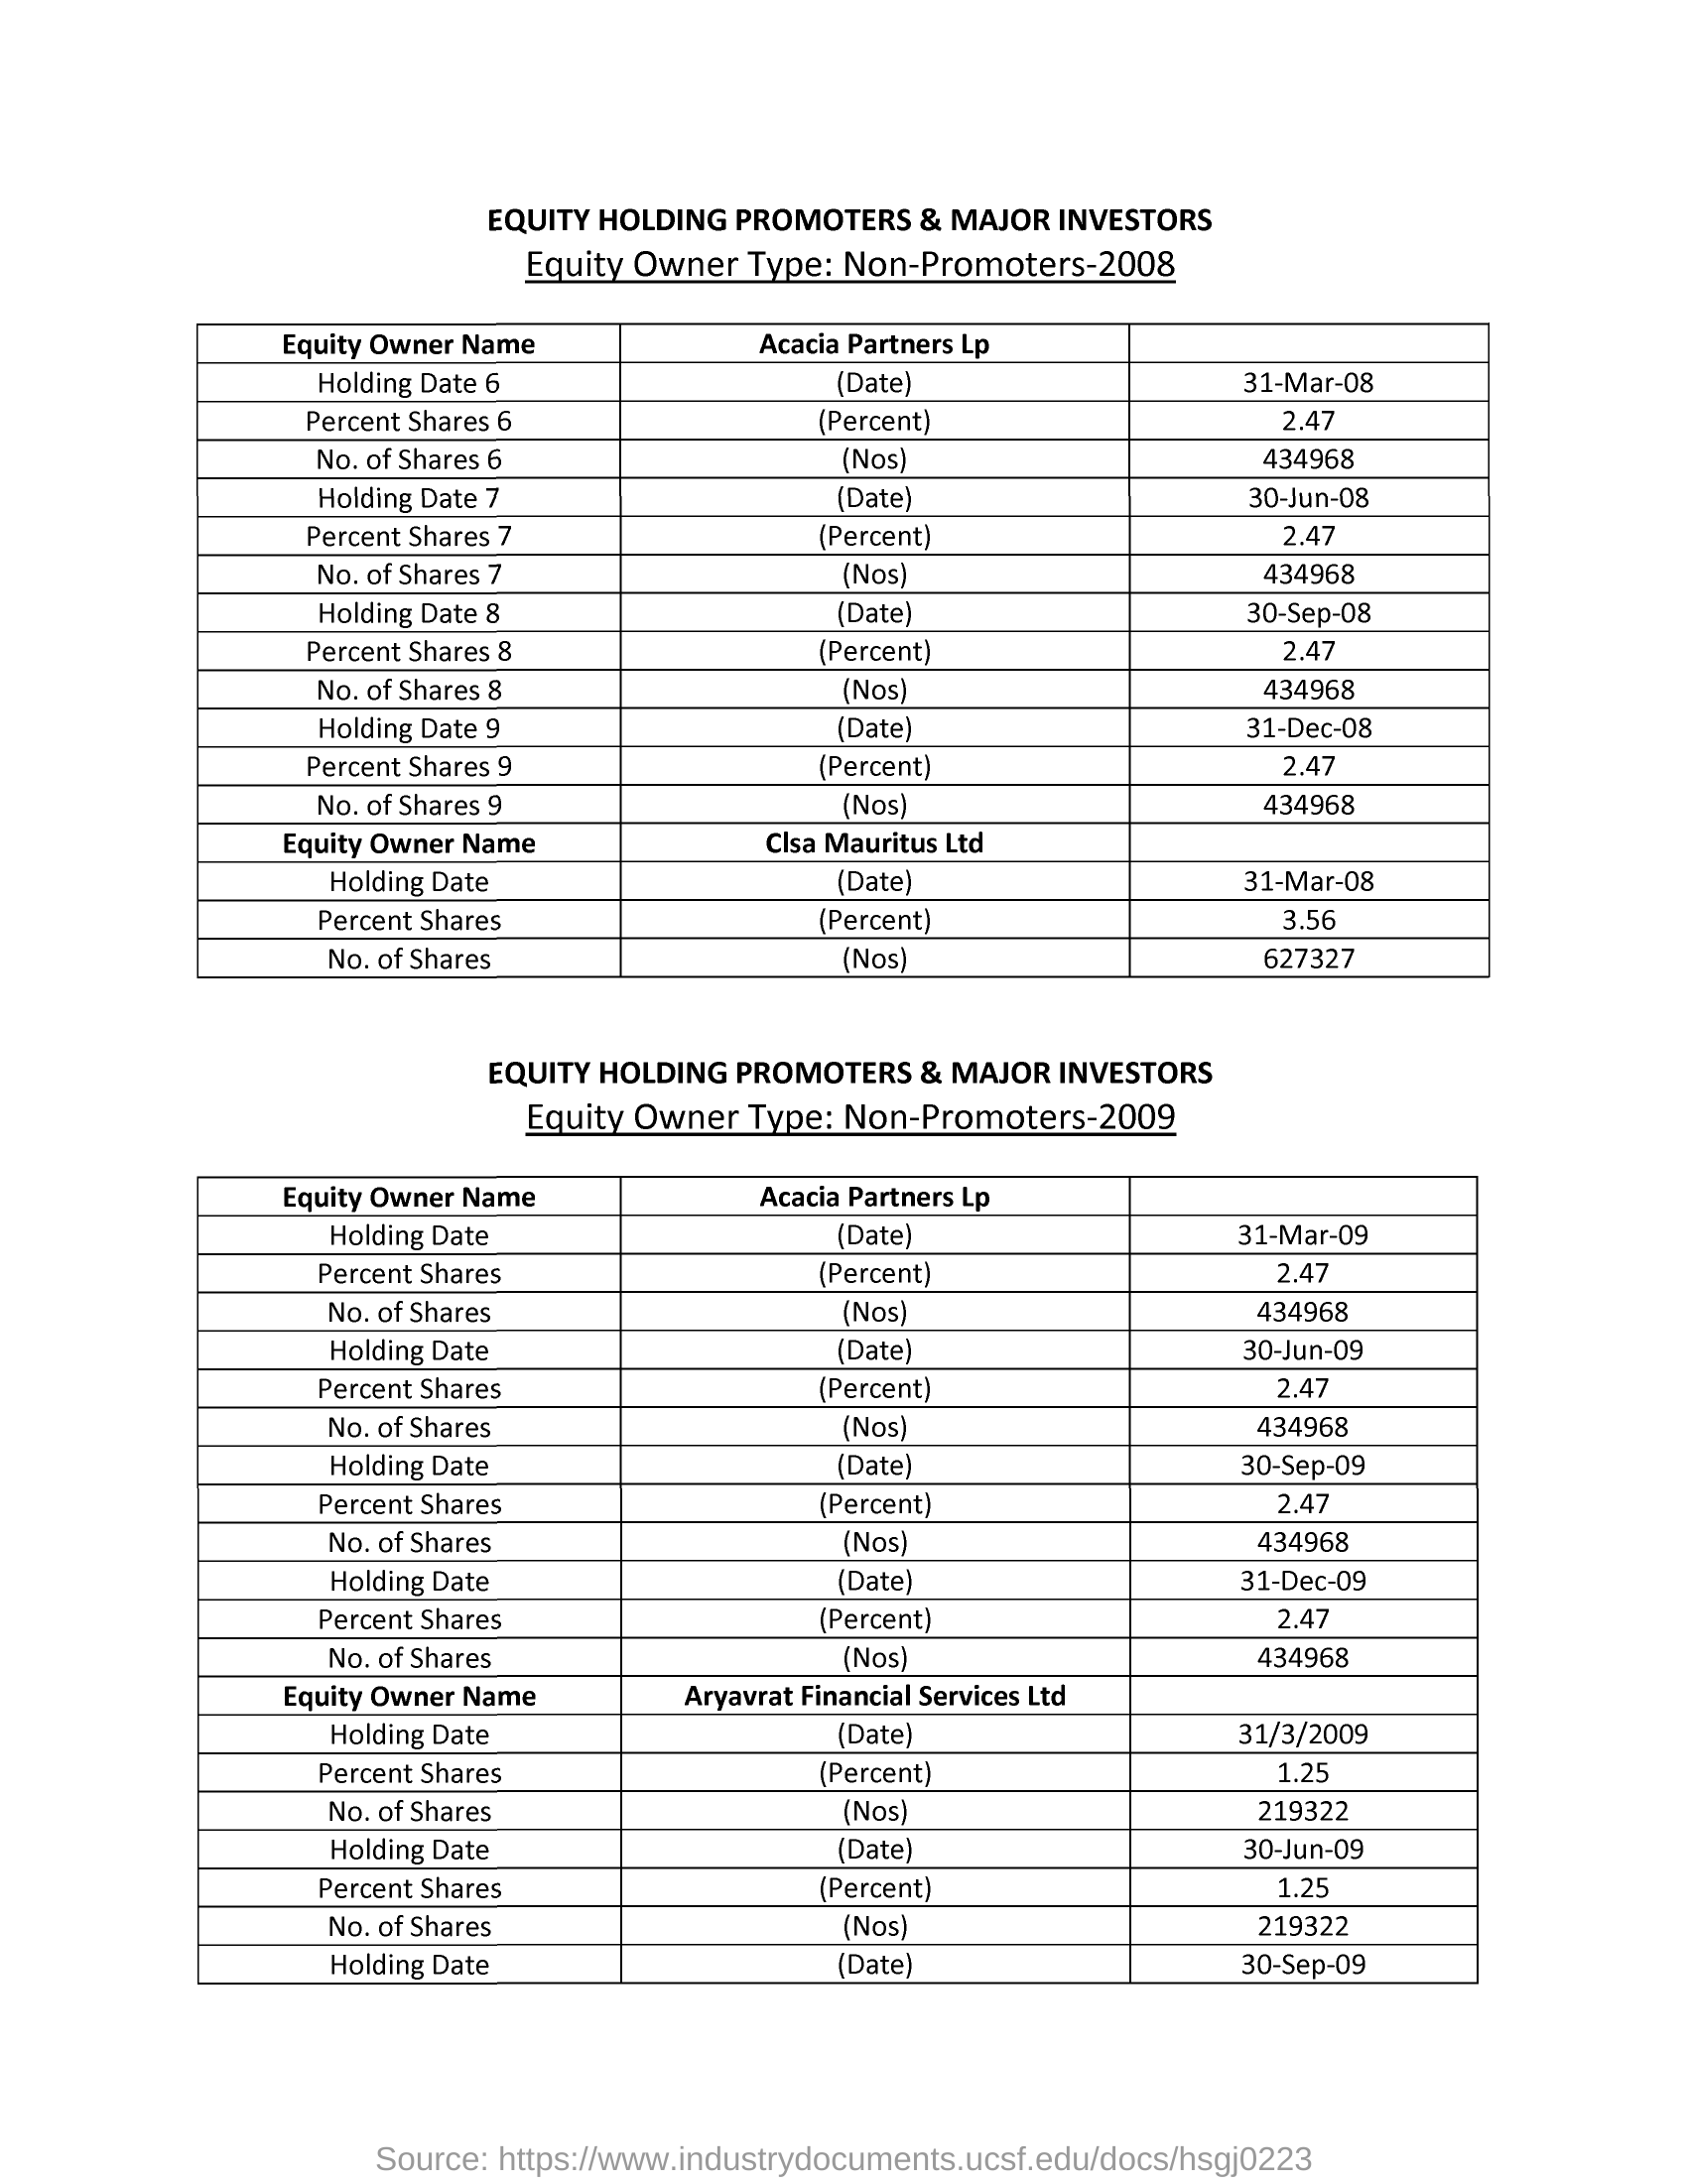 EQUITY HOLDING PROMOTERS & MAJOR INVESTORS
Equity Owner Type: Non-Promoters-2008
Equity Owner Name Acacia Partners Lp
Holding Date 6 (Date) 31-Mar-08
Percent Shares 6 (Percent) 2.47
No. of Shares 6 (Nos) 434968
Holding Date 7 (Date) 30-Jun-08
Percent Shares 7 (Percent) 2.47
No. of Shares 7 (Nos) 434968
Holding Date 8 (Date) 30-Sep-08
Percent Shares 8 (Percent) 2.47
No. of Shares 8 (Nos) 434968
Holding Date 9 (Date) 31-Dec-08
Percent Shares 9 (Percent) 2.47
No. of Shares 9 (Nos) 434968
Equity Owner Name Clsa Mauritus Ltd
Holding Date (Date) 31-Mar-08
Percent Shares (Percent) 3.56
No. of Shares (Nos) 627327
EQUITY HOLDING PROMOTERS & MAJOR INVESTORS
Equity Owner Type: Non-Promoters-2009
Equity Owner Name Acacia Partners Lp
Holding Date (Date) 31-Mar-09
Percent Shares (Percent) 2.47
No. of Shares (Nos) 434968
Holding Date (Date) 30-Jun-09
Percent Shares (Percent) 2.47
No. of Shares (Nos) 434968
Holding Date (Date) 30-Sep-09
Percent Shares (Percent) 2.47
No. of Shares (Nos) 434968
Holding Date (Date) 31-Dec-09
Percent Shares (Percent) 2.47
No. of Shares (Nos) 434968
Equity Owner Name Aryavrat Financial Services Ltd
Holding Date (Date) 31/3/2009
Percent Shares (Percent) 1.25
No. of Shares (Nos) 219322
Holding Date (Date) 30-Jun-09
Percent Shares (Percent) 1.25
No. of Shares (Nos) 219322
Holding Date (Date) 30-Sep-09
Source: https://www.industrydocuments.ucsf.edu/docs/hsgj0223